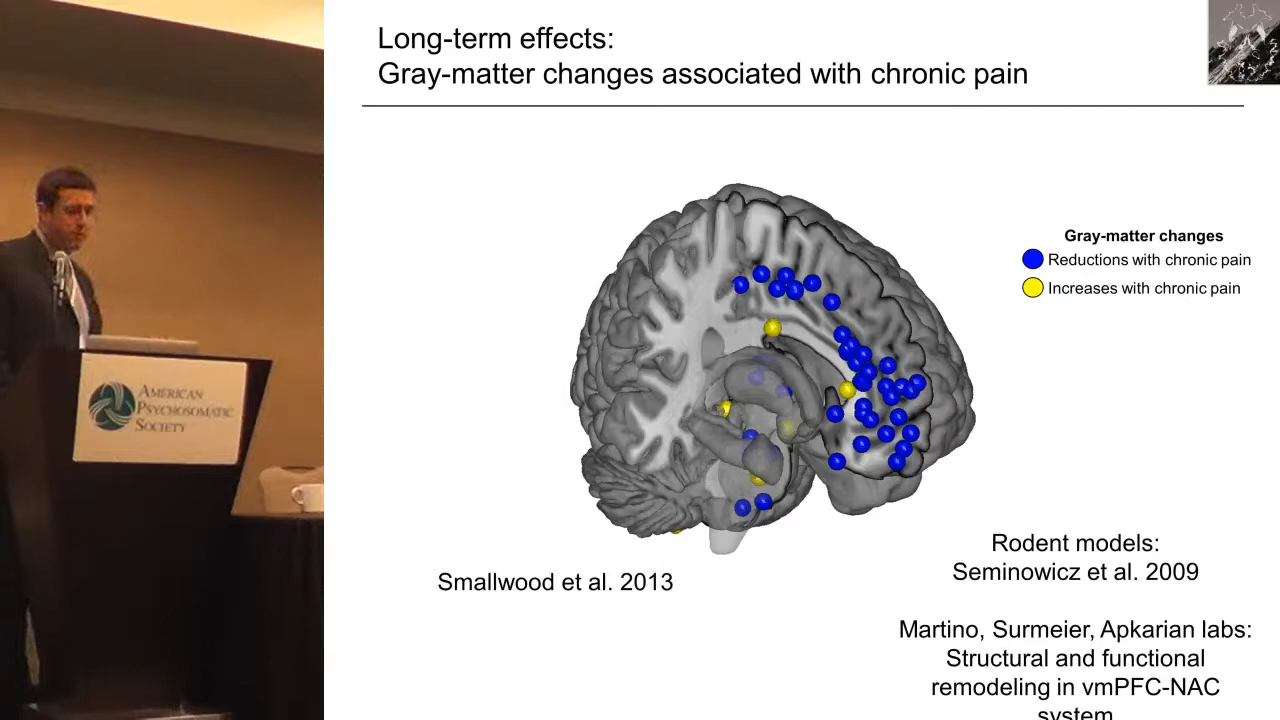 Long-term effects:
Gray-matter changes associated with chronic pain
Gray-matter changes
Reductions with chronic pain
Increases with chronic pain
AMERICAN
PSYCHOSOMATIC
SOCIETY
Smallwood et al. 2013
Rodent models:
Seminowicz et al. 2009
Martino, Surmeier, Apkarian labs:
Structural and functional
remodeling in vmPFC-NAC
system